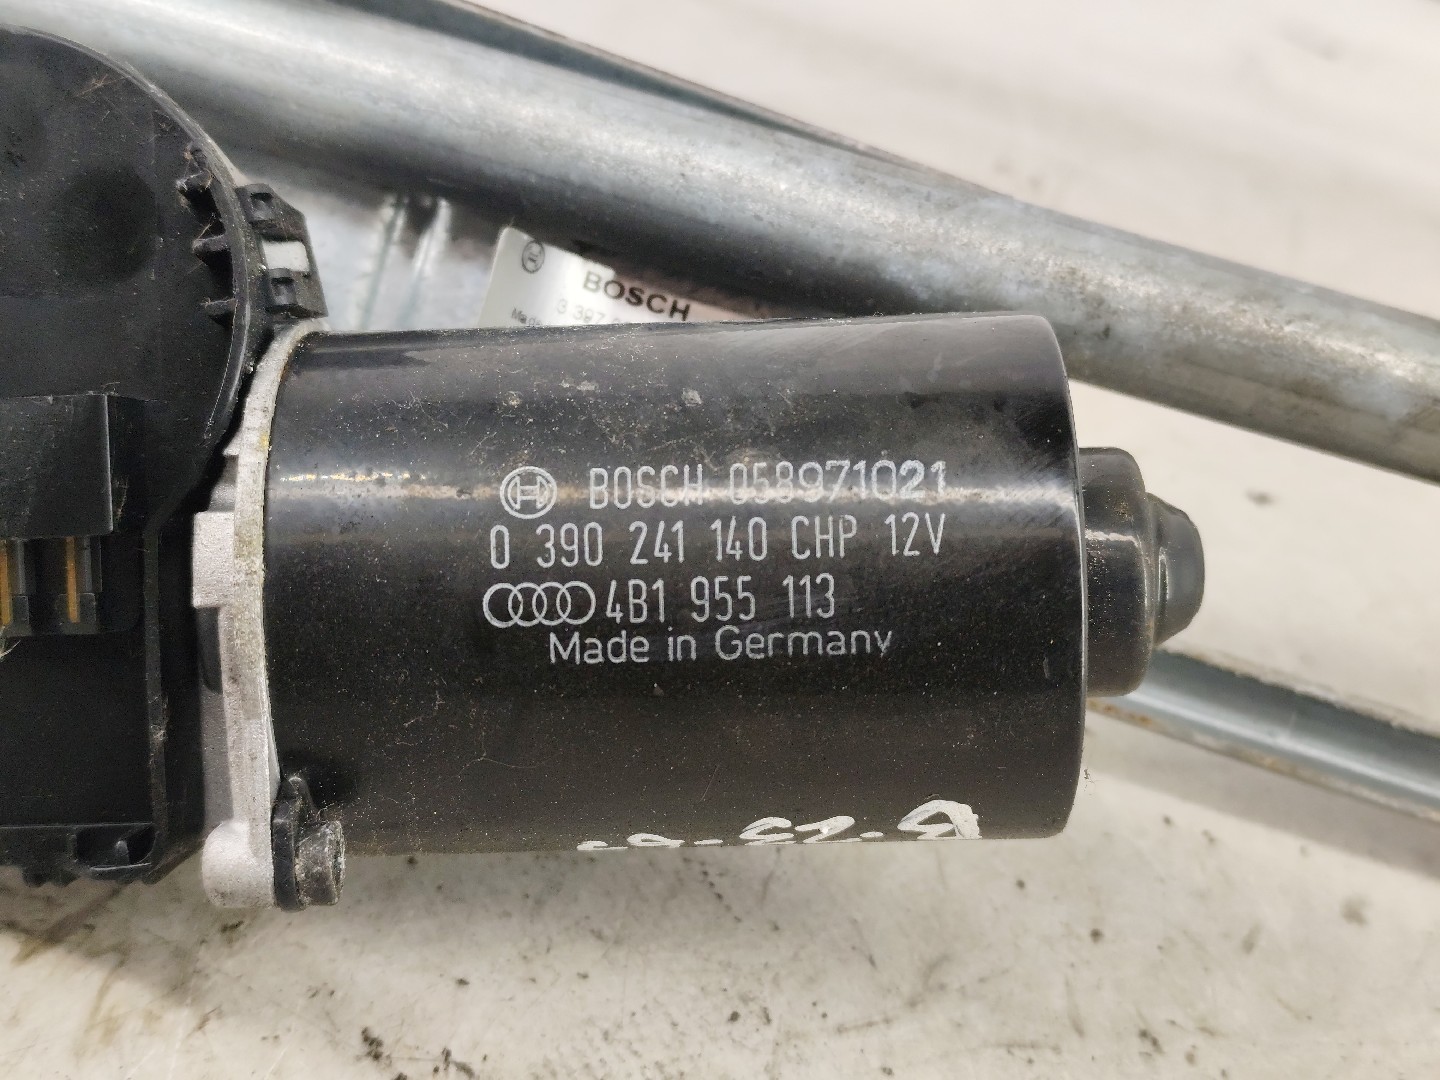 BOSCH
BOSCH 058971021
0 390 241 140 CHP 12V
4B1 955 113
Made in Germany